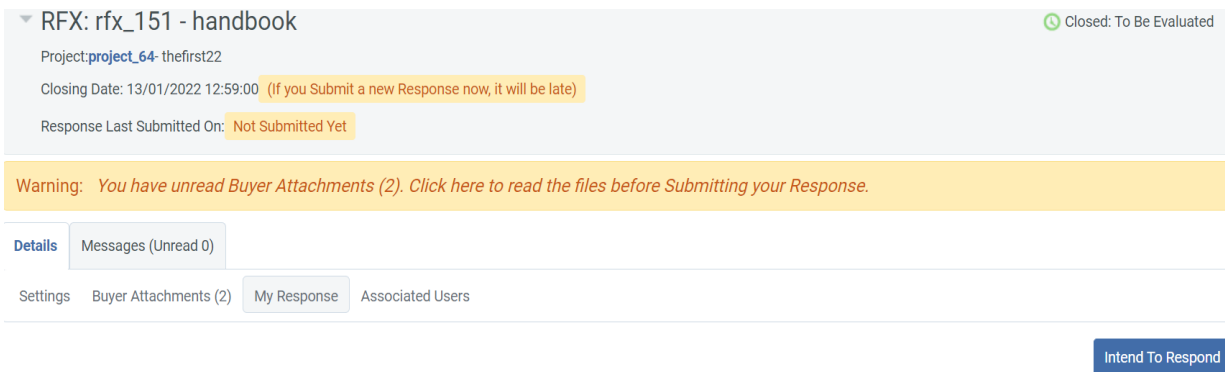 RFX: rfx_151 - handbook
Closed: To Be Evaluated
Project:project_64- thefirst22
Closing Date: 13/01/2022 12:59:00 (If you Submit a new Response now, it will be late)
Response Last Submitted On: Not Submitted Yet
Warning: You have unread Buyer Attachments (2). Click here to read the files before Submitting your Response.
Details Messages (Unread 0)
Settings Buyer Attachments (2) My Response Associated Users
Intend To Respond